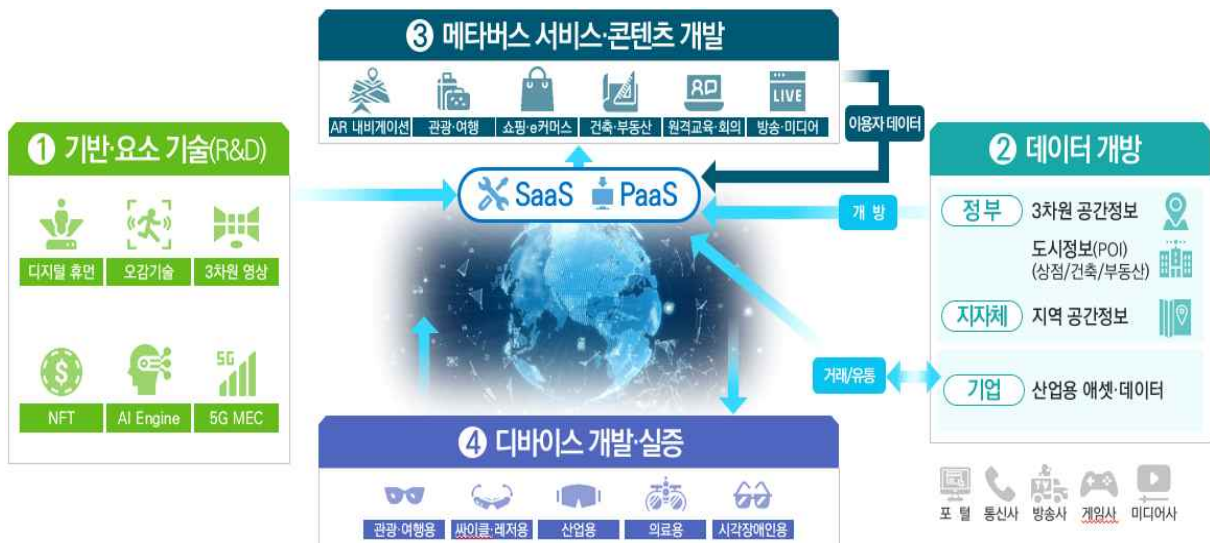 ③ 메타버스 서비스·콘텐츠 개발
LIVE
AR 내비게이션 관광·여행 쇼핑·e커머스 건축·부동산 원격교육·회의 방송·미디어
이용자 데이터
① 기반·요소 기술(R&D)
디지털 휴먼 오감기술 3차원 영상
5G
NFT AI Engine 5G MEC
SaaS PaaS
② 데이터 개방
개 방
정부 3차원 공간정보
도시정보(POI)
(상점/건축/부동산)
지자체 지역 공간정보
거래/유통
기업 산업용 애셋·데이터
④ 디바이스 개발·실증
관광·여행용 싸이클·레저용 산업용 의료용 시각장애인용
TV
포 털 통신사 방송사 게임사 미디어사